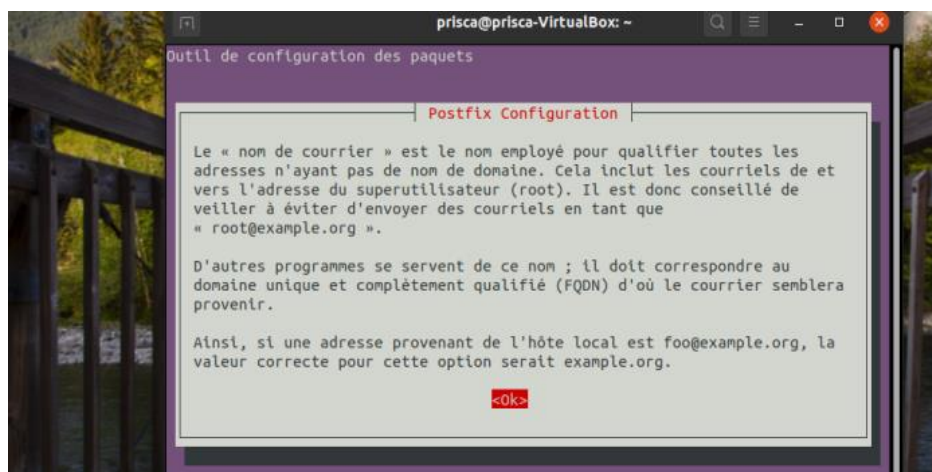 prisca@prisca-VirtualBox: ~
Outil de configuration des paquets
Postfix Configuration
Le « nom de courrier » est le nom employé pour qualifier toutes les
adresses n'ayant pas de nom de domaine. Cela inclut les courriels de et
vers l'adresse du superutilisateur (root). Il est donc conseillé de
veiller à éviter d'envoyer des courriels en tant que
« root@example.org ».
D'autres programmes se servent de ce nom ; il doit correspondre au
domaine unique et complètement qualifié (FQDN) d'où le courrier semblera
provenir.
Ainsi, si une adresse provenant de l'hôte local est foo@example.org, la
valeur correcte pour cette option serait example.org.
<Ok>